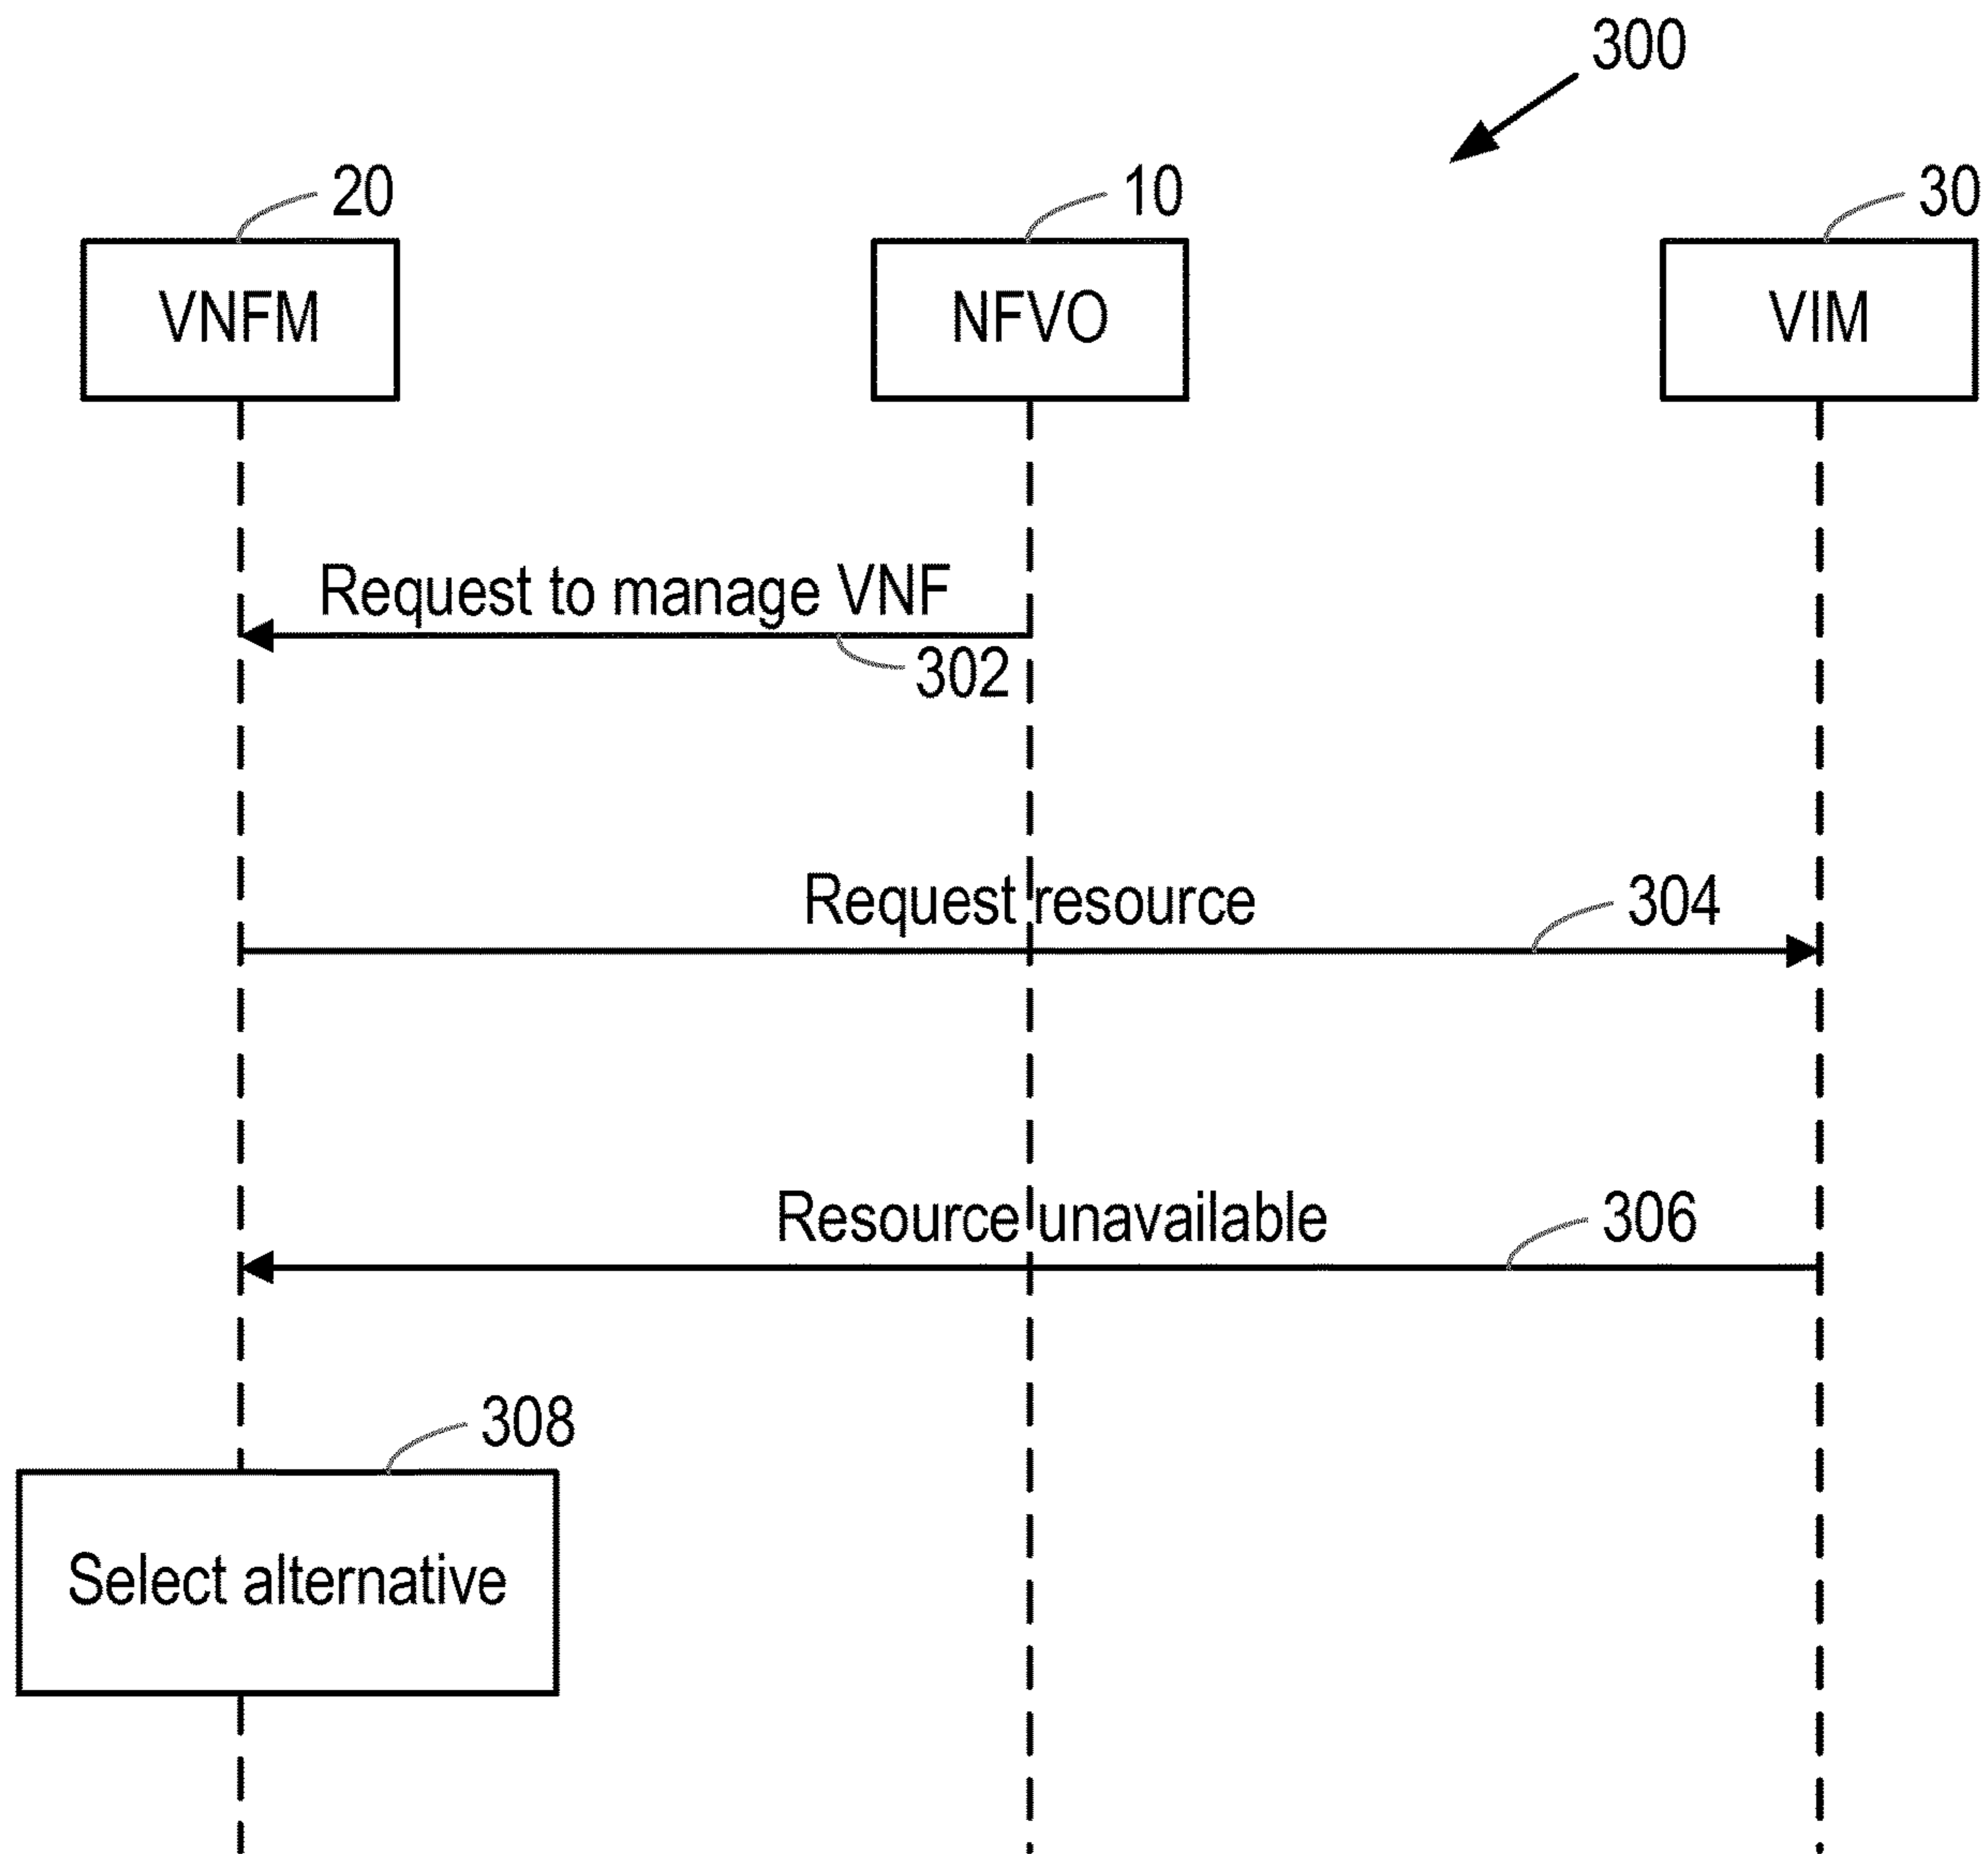 300
20
10
30
VNFM
NFVO
VIM
Request to manage VNF
302
Request resource
304
Resource unavailable
306
308
Select alternative